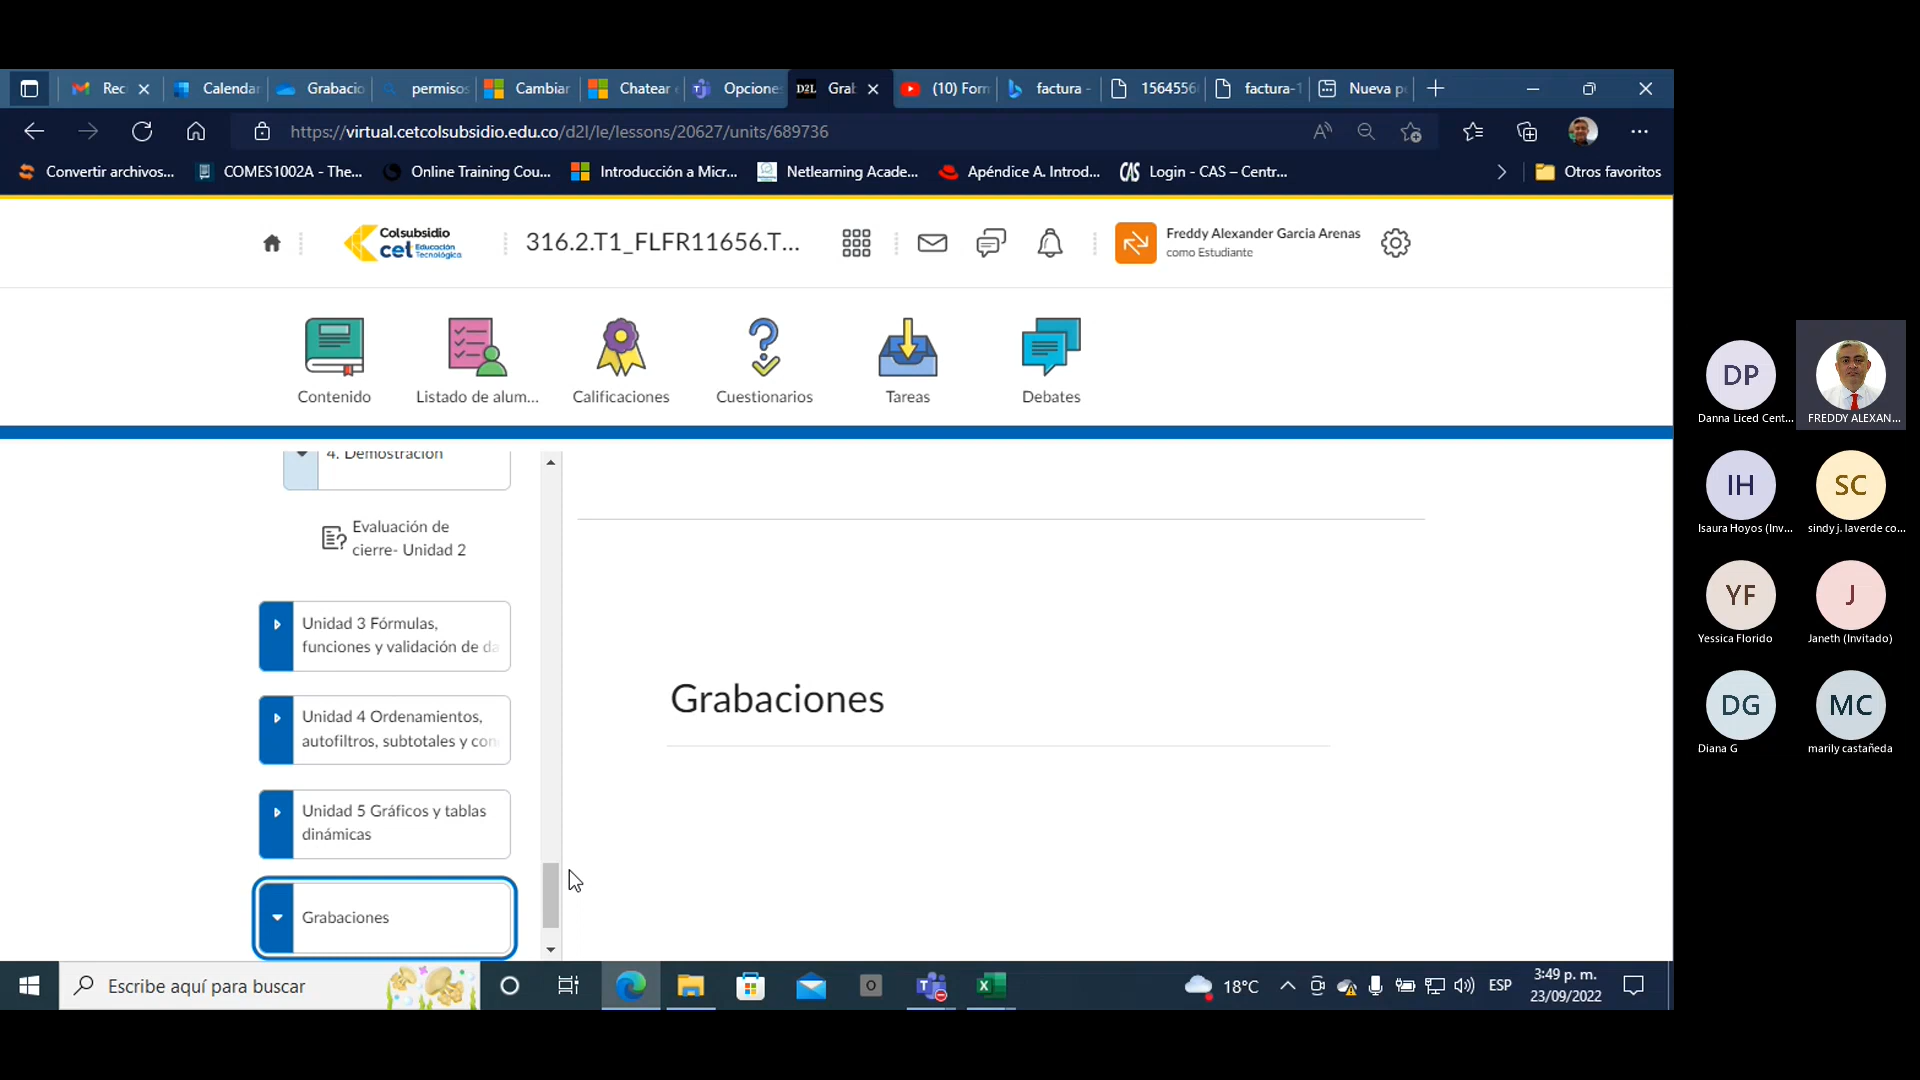 Rec
Calendar
Grabacio
permisos
Cambiar
Chatear
Opcione
D2L Grab
(10) Form
factura -
1564556
factura-1
Nueva p
https://virtual.cetcolsubsidio.edu.co/d2l/le/lessons/20627/units/689736
Convertir archivos...
COMES1002A - The...
Online Training Cou...
Introducción a Micr...
Netlearning Acade...
Apéndice A. Introd...
CAS Login - CAS – Centr...
Otros favoritos
Colsubsidio
cet Educación
Tecnológica
316.2.T1_FLFR11656.T...
Freddy Alexander Garcia Arenas
como Estudiante
Contenido
Listado de alum...
Calificaciones
Cuestionarios
Tareas
Debates
4. Demostración
Evaluación de
cierre- Unidad 2
Unidad 3 Fórmulas,
funciones y validación de da
Unidad 4 Ordenamientos,
autofiltros, subtotales y con
Unidad 5 Gráficos y tablas
dinámicas
Grabaciones
Grabaciones
DP
Danna Liced Cent...
FREDDY ALEXAN...
IH
Isaura Hoyos (Inv...
SC
sindy j. laverde co...
YF
Yessica Florido
J
Janeth (Invitado)
DG
Diana G
MC
marily castañeda
Escribe aquí para buscar
18°C
ESP
3:49 p. m.
23/09/2022